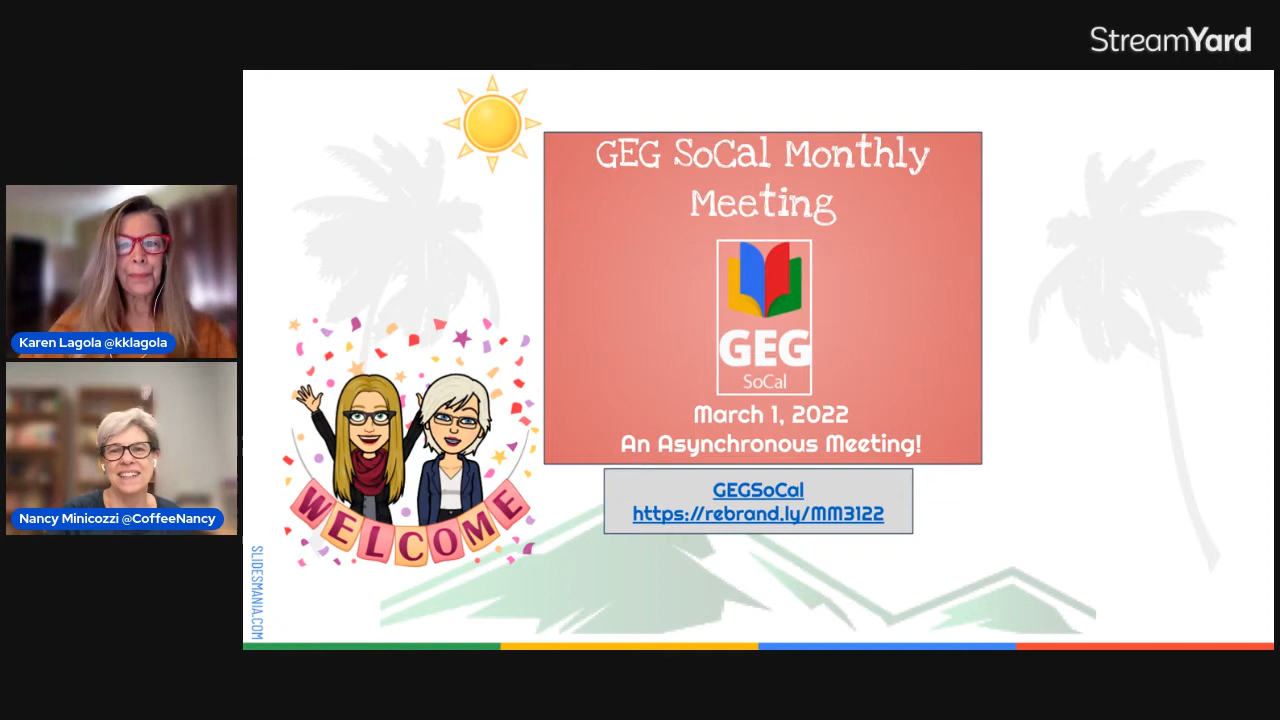 StreamYard
GEG SoCal Monthly
Meeting
GEG
SoCal
March 1, 2022
An Asynchronous Meeting!
GEGSoCal
https://rebrand.ly/MM3122
WELCOME
SLIDESMANIA.COM
Karen Lagola @kklagola
Nancy Minicozzi @CoffeeNancy